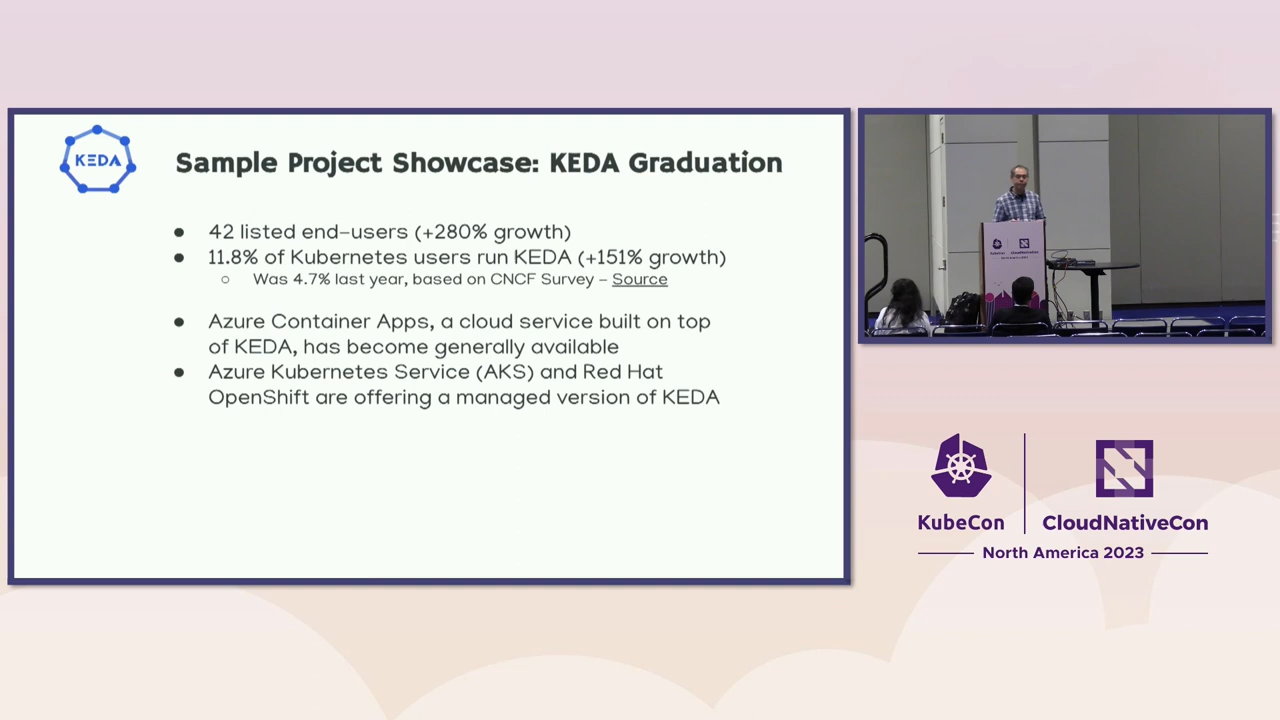 KEDA
Sample Project Showcase: KEDA Graduation
● 42 listed end-users (+280% growth)
● 11.8% of Kubernetes users run KEDA (+151% growth)
○ Was 4.7% last year, based on CNCF Survey – Source
● Azure Container Apps, a cloud service built on top
of KEDA, has become generally available
● Azure Kubernetes Service (AKS) and Red Hat
OpenShift are offering a managed version of KEDA
KubeCon
CloudNativeCon
North America 2023